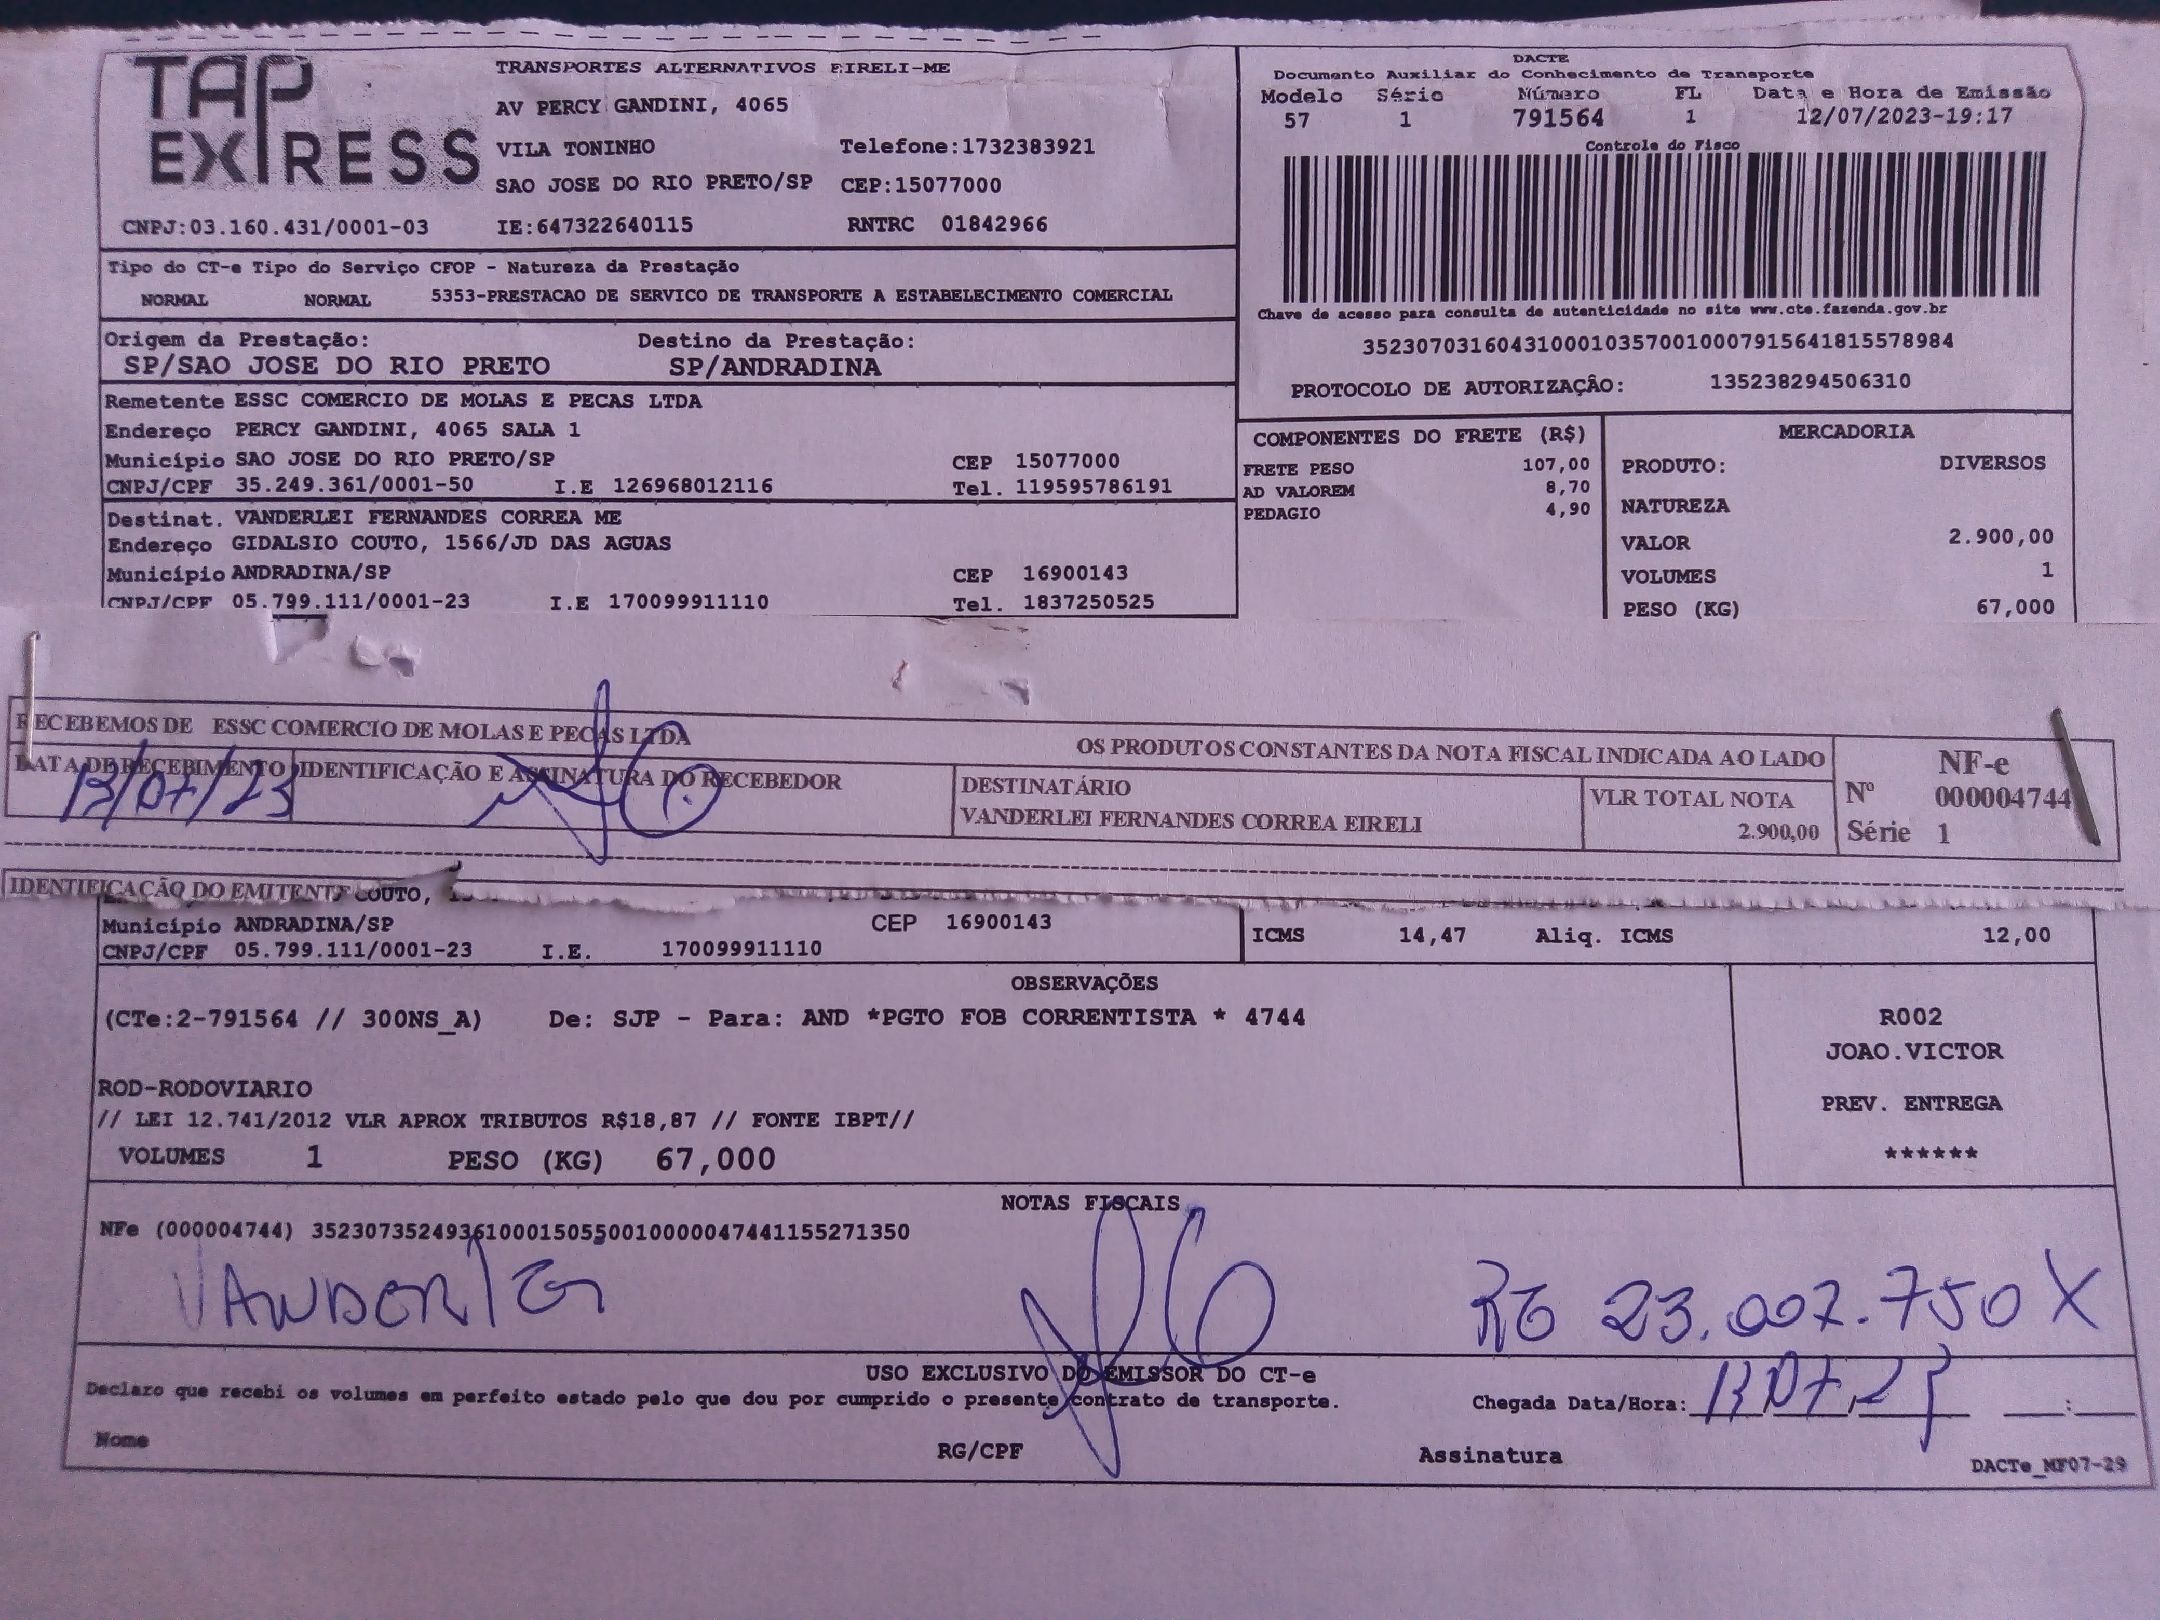 TAP EXPRESS
TRANSPORTES ALTERNATIVOS EIRELI-ME
AV PERCY GANDINI, 4065
VILA TONINHO Telefone:1732383921
SAO JOSE DO RIO PRETO/SP CEP:15077000
CNPJ:03.160.431/0001-03 IE:647322640115 RNTRC 01842966
DACTE
Documento Auxiliar do Conhecimento de Transporte
Modelo Série Número FL Data e Hora de Emissão
57 1 791564 1 12/07/2023-19:17
Controle do Fisco
Chave de acesso para consulta de autenticidade no site www.cte.fazenda.gov.br
35230703160431000103570010007915641815578984
PROTOCOLO DE AUTORIZAÇÂO: 135238294506310
Tipo do CT-e Tipo do Serviço CFOP - Natureza da Prestação
NORMAL NORMAL 5353-PRESTACAO DE SERVICO DE TRANSPORTE A ESTABELECIMENTO COMERCIAL
Origem da Prestação: Destino da Prestação:
SP/SAO JOSE DO RIO PRETO SP/ANDRADINA
Remetente ESSC COMERCIO DE MOLAS E PECAS LTDA
Endereço PERCY GANDINI, 4065 SALA 1
Município SAO JOSE DO RIO PRETO/SP CEP 15077000
CNPJ/CPF 35.249.361/0001-50 I.E 126968012116 Tel. 119595786191
Destinat. VANDERLEI FERNANDES CORREA ME
Endereço GIDALSIO COUTO, 1566/JD DAS AGUAS
Município ANDRADINA/SP CEP 16900143
CNPJ/CPF 05.799.111/0001-23 I.E 170099911110 Tel. 1837250525
COMPONENTES DO FRETE (R$)
FRETE PESO 107,00
AD VALOREM 8,70
PEDAGIO 4,90
MERCADORIA
PRODUTO: DIVERSOS
NATUREZA
VALOR 2.900,00
VOLUMES 1
PESO (KG) 67,000
RECEBEMOS DE ESSC COMERCIO DE MOLAS E PECAS LTDA OS PRODUTOS CONSTANTES DA NOTA FISCAL INDICADA AO LADO
DATA DE RECEBIMENTO IDENTIFICAÇÃO E ASSINATURA DO RECEBEDOR
13/07/23
DESTINATÁRIO
VANDERLEI FERNANDES CORREA EIRELI
VLR TOTAL NOTA
2.900,00
NF-e
Nº 000004744
Série 1
IDENTIFICAÇÃO DO EMITENTE COUTO,
Município ANDRADINA/SP CEP 16900143
CNPJ/CPF 05.799.111/0001-23 I.E. 170099911110
ICMS 14,47 Aliq. ICMS 12,00
OBSERVAÇÕES
(CTe:2-791564 // 300NS_A) De: SJP - Para: AND *PGTO FOB CORRENTISTA * 4744
ROD-RODOVIARIO
// LEI 12.741/2012 VLR APROX TRIBUTOS R$18,87 // FONTE IBPT//
VOLUMES 1 PESO (KG) 67,000
R002
JOAO.VICTOR
PREV. ENTREGA
******
NOTAS FISCAIS
NFe (000004744) 35230735249361000150550010000047441155271350
VANDERLEI RG 23.007.750X
USO EXCLUSIVO DO EMISSOR DO CT-e
Declaro que recebi os volumes em perfeito estado pelo que dou por cumprido o presente contrato de transporte.
Chegada Data/Hora: 13 07 23 :
Nome RG/CPF Assinatura
DACTe_MF07-29